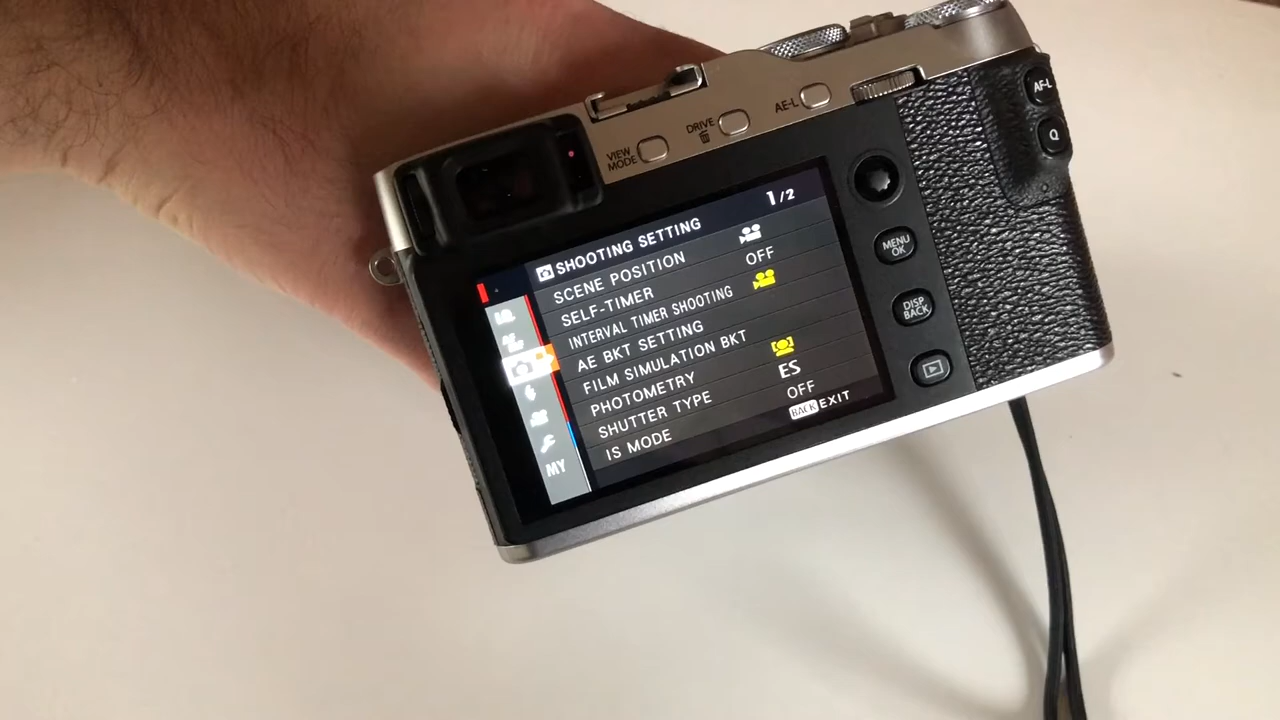 AF-L
Q
AE-L
DRIVE
VIEW
MODE
SHOOTING SETTING 1/2
SCENE POSITION
SELF-TIMER OFF
INTERVAL TIMER SHOOTING
AE BKT SETTING
FILM SIMULATION BKT
PHOTOMETRY
SHUTTER TYPE ES
IS MODE OFF
BACK EXIT
MY
MENU
OK
DISP
BACK